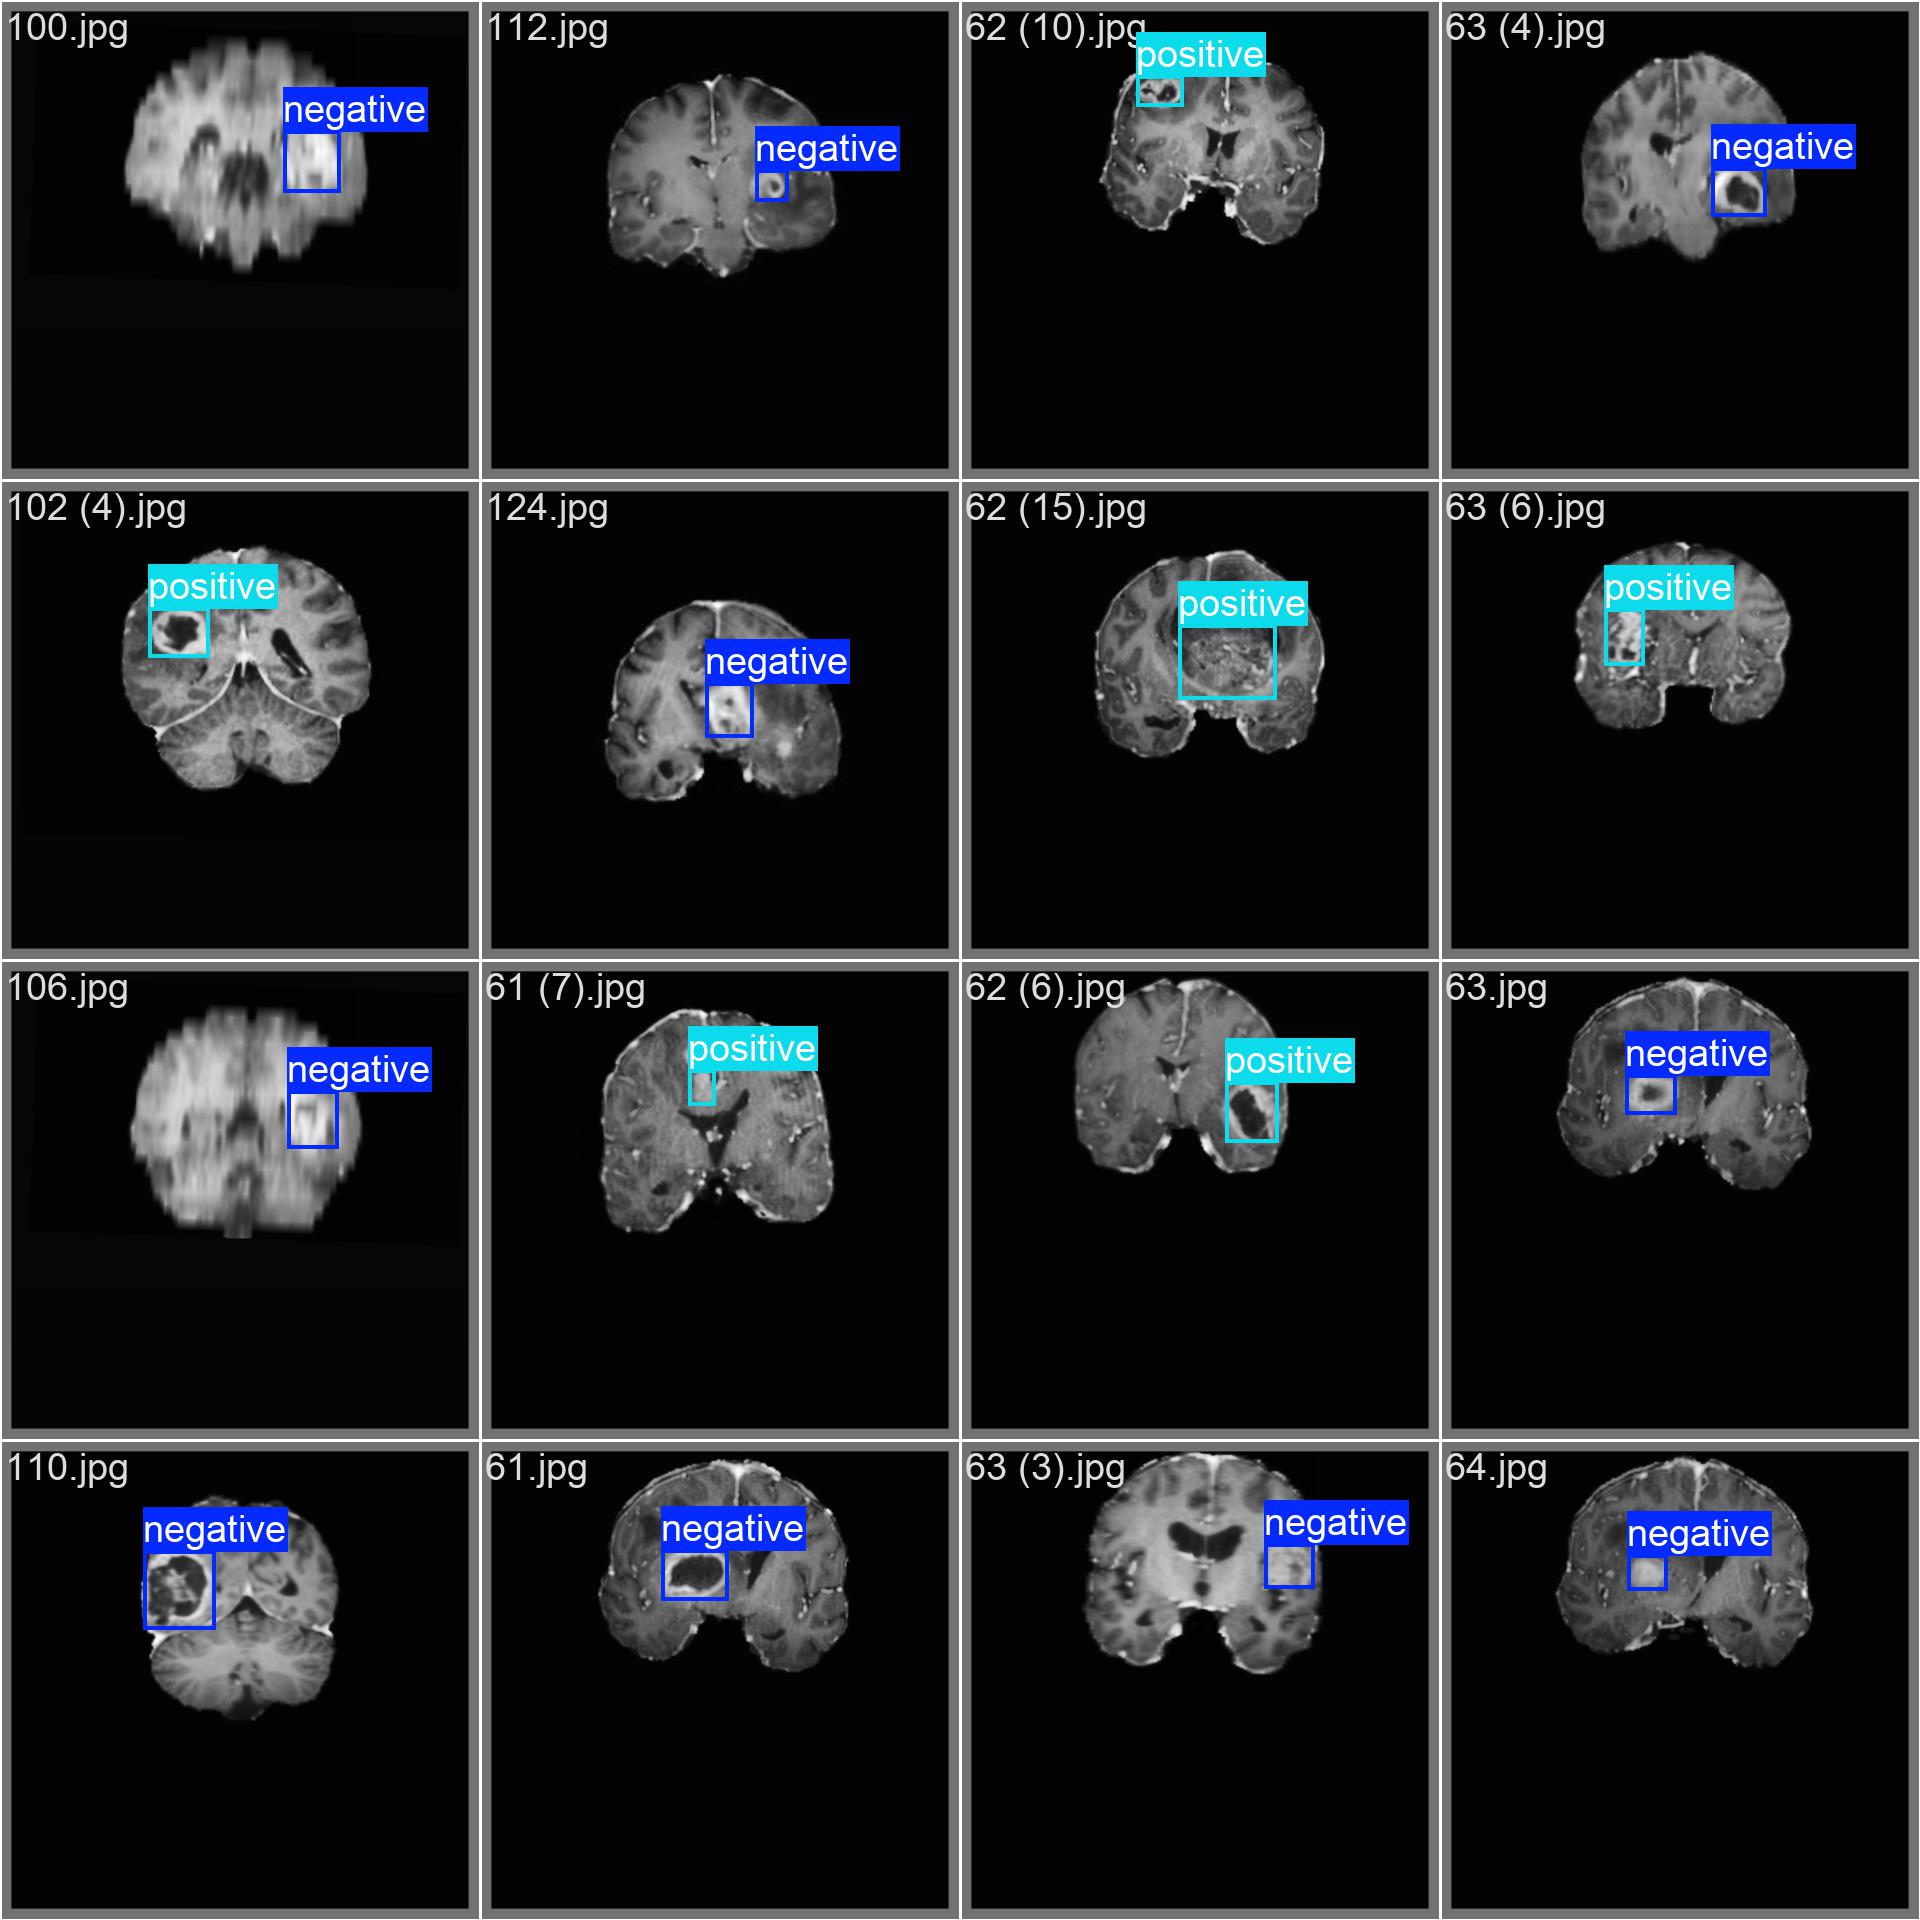 100.jpg
negative
112.jpg
negative
62 (10).jpg
positive
63 (4).jpg
negative
102 (4).jpg
positive
124.jpg
negative
62 (15).jpg
positive
63 (6).jpg
positive
106.jpg
negative
61 (7).jpg
positive
62 (6).jpg
positive
63.jpg
negative
110.jpg
negative
61.jpg
negative
63 (3).jpg
negative
64.jpg
negative